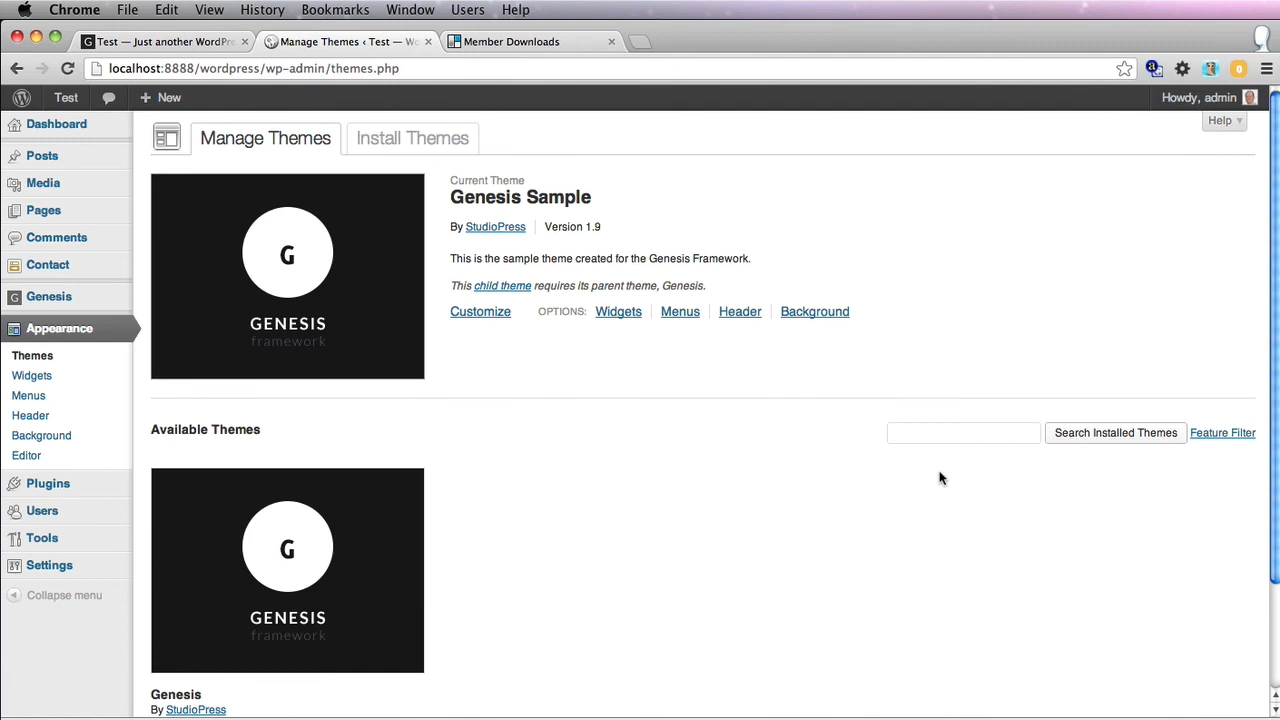 Chrome File Edit View History Bookmarks Window Users Help
Test — Just another WordPre
Manage Themes ‹ Test — Wo
Member Downloads
localhost:8888/wordpress/wp-admin/themes.php
Test
New
Howdy, admin
Help
Dashboard
Posts
Media
Pages
Comments
Contact
Genesis
Appearance
Themes
Widgets
Menus
Header
Background
Editor
Plugins
Users
Tools
Settings
Collapse menu
Manage Themes
Install Themes
G
GENESIS
framework
Current Theme
Genesis Sample
By StudioPress Version 1.9
This is the sample theme created for the Genesis Framework.
This child theme requires its parent theme, Genesis.
Customize OPTIONS: Widgets Menus Header Background
Available Themes
Search Installed Themes
Feature Filter
G
GENESIS
framework
Genesis
By StudioPress